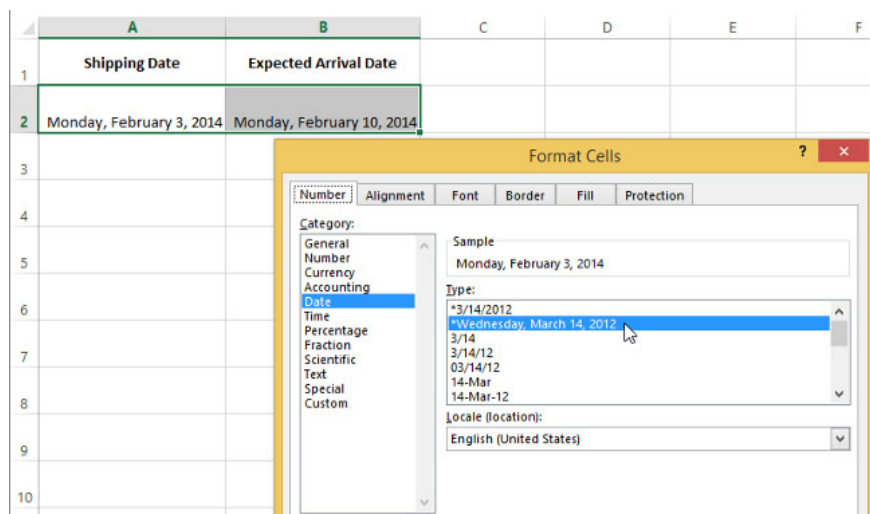 A B C D E F
1 Shipping Date Expected Arrival Date
2 Monday, February 3, 2014 Monday, February 10, 2014
Format Cells ? ×
3
Number Alignment Font Border Fill Protection
4
Category:
General
Number
Currency
Accounting
Date
Time
Percentage
Fraction
Scientific
Text
Special
Custom
Sample
Monday, February 3, 2014
Type:
*3/14/2012
*Wednesday, March 14, 2012
3/14
3/14/12
03/14/12
14-Mar
14-Mar-12
Locale (location):
English (United States)
5
6
7
8
9
10